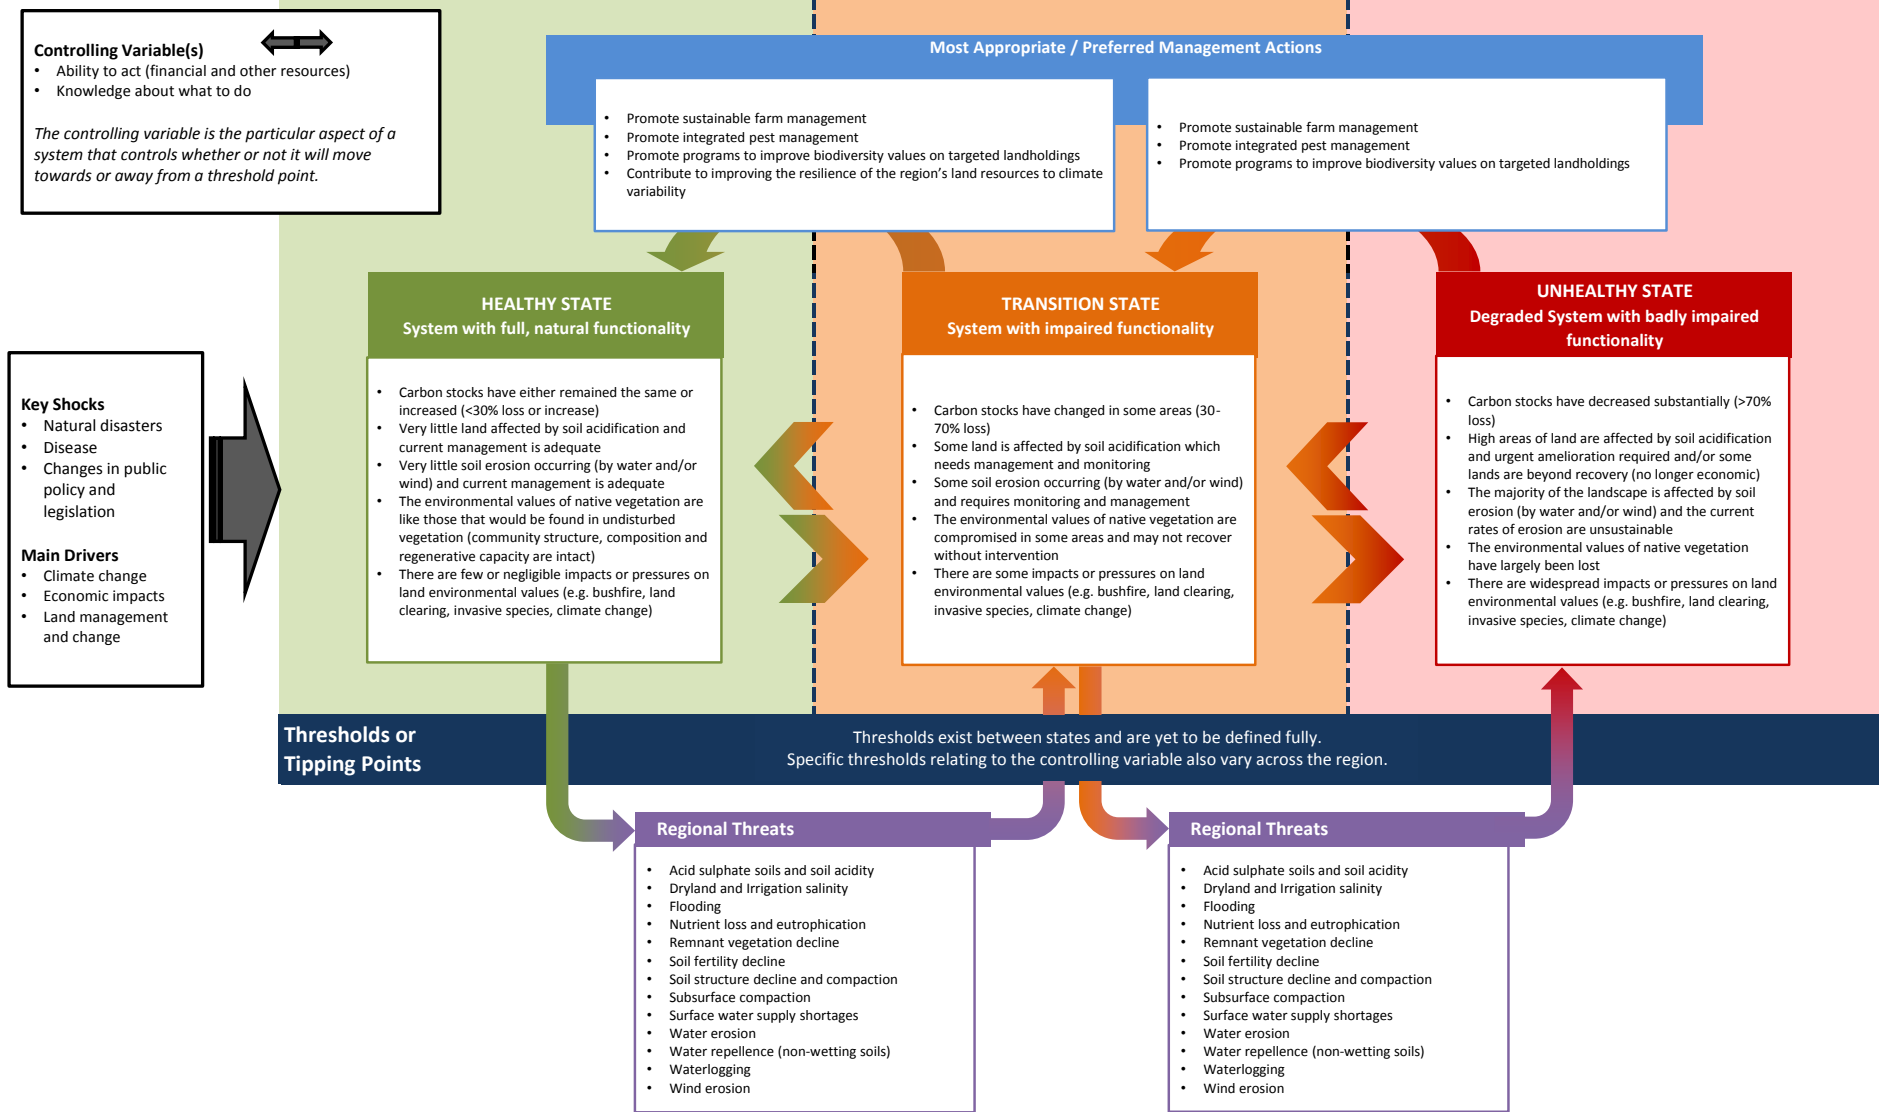 Controlling Variable(s)
• Ability to act (financial and other resources)
• Knowledge about what to do
The controlling variable is the particular aspect of a
system that controls whether or not it will move
towards or away from a threshold point.
Most Appropriate / Preferred Management Actions
• Promote sustainable farm management
• Promote integrated pest management
• Promote programs to improve biodiversity values on targeted landholdings
• Contribute to improving the resilience of the region's land resources to climate
variability
• Promote sustainable farm management
• Promote integrated pest management
• Promote programs to improve biodiversity values on targeted landholdings
Key Shocks
• Natural disasters
• Disease
• Changes in public
policy and
legislation
Main Drivers
• Climate change
• Economic impacts
• Land management
and change
HEALTHY STATE
System with full, natural functionality
• Carbon stocks have either remained the same or
increased (<30% loss or increase)
• Very little land affected by soil acidification and
current management is adequate
• Very little soil erosion occurring (by water and/or
wind) and current management is adequate
• The environmental values of native vegetation are
like those that would be found in undisturbed
vegetation (community structure, composition and
regenerative capacity are intact)
• There are few or negligible impacts or pressures on
land environmental values (e.g. bushfire, land
clearing, invasive species, climate change)
TRANSITION STATE
System with impaired functionality
• Carbon stocks have changed in some areas (30-
70% loss)
• Some land is affected by soil acidification which
needs management and monitoring
• Some soil erosion occurring (by water and/or wind)
and requires monitoring and management
• The environmental values of native vegetation are
compromised in some areas and may not recover
without intervention
• There are some impacts or pressures on land
environmental values (e.g. bushfire, land clearing,
invasive species, climate change)
UNHEALTHY STATE
Degraded System with badly impaired
functionality
• Carbon stocks have decreased substantially (>70%
loss)
• High areas of land are affected by soil acidification
and urgent amelioration required and/or some
lands are beyond recovery (no longer economic)
• The majority of the landscape is affected by soil
erosion (by water and/or wind) and the current
rates of erosion are unsustainable
• The environmental values of native vegetation
have largely been lost
• There are widespread impacts or pressures on land
environmental values (e.g. bushfire, land clearing,
invasive species, climate change)
Thresholds or
Tipping Points
Thresholds exist between states and are yet to be defined fully.
Specific thresholds relating to the controlling variable also vary across the region.
Regional Threats
• Acid sulphate soils and soil acidity
• Dryland and Irrigation salinity
• Flooding
• Nutrient loss and eutrophication
• Remnant vegetation decline
• Soil fertility decline
• Soil structure decline and compaction
• Subsurface compaction
• Surface water supply shortages
• Water erosion
• Water repellence (non-wetting soils)
• Waterlogging
• Wind erosion
Regional Threats
• Acid sulphate soils and soil acidity
• Dryland and Irrigation salinity
• Flooding
• Nutrient loss and eutrophication
• Remnant vegetation decline
• Soil fertility decline
• Soil structure decline and compaction
• Subsurface compaction
• Surface water supply shortages
• Water erosion
• Water repellence (non-wetting soils)
• Waterlogging
• Wind erosion